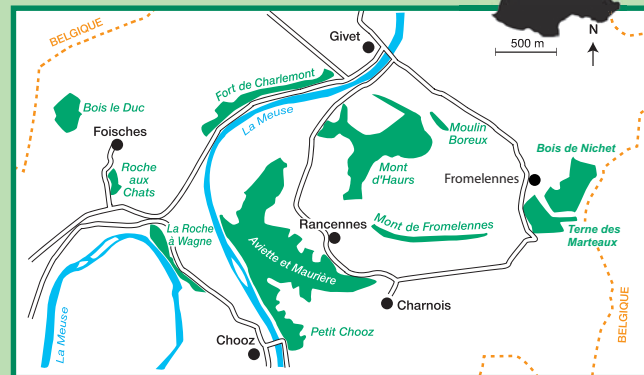 BELGIQUE
Givet
500 m
N
Fort de Charlemont
La Meuse
Bois le Duc
Foisches
Moulin
Boreux
Bois de Nichet
Roche
aux
Chats
Mont
d'Haurs
Fromelennes
La Roche
à Wagne
Rancennes
Mont de Fromelennes
Terne des
Marteaux
Aviette et Maurière
Charnois
La Meuse
Petit Chooz
Chooz
BELGIQUE